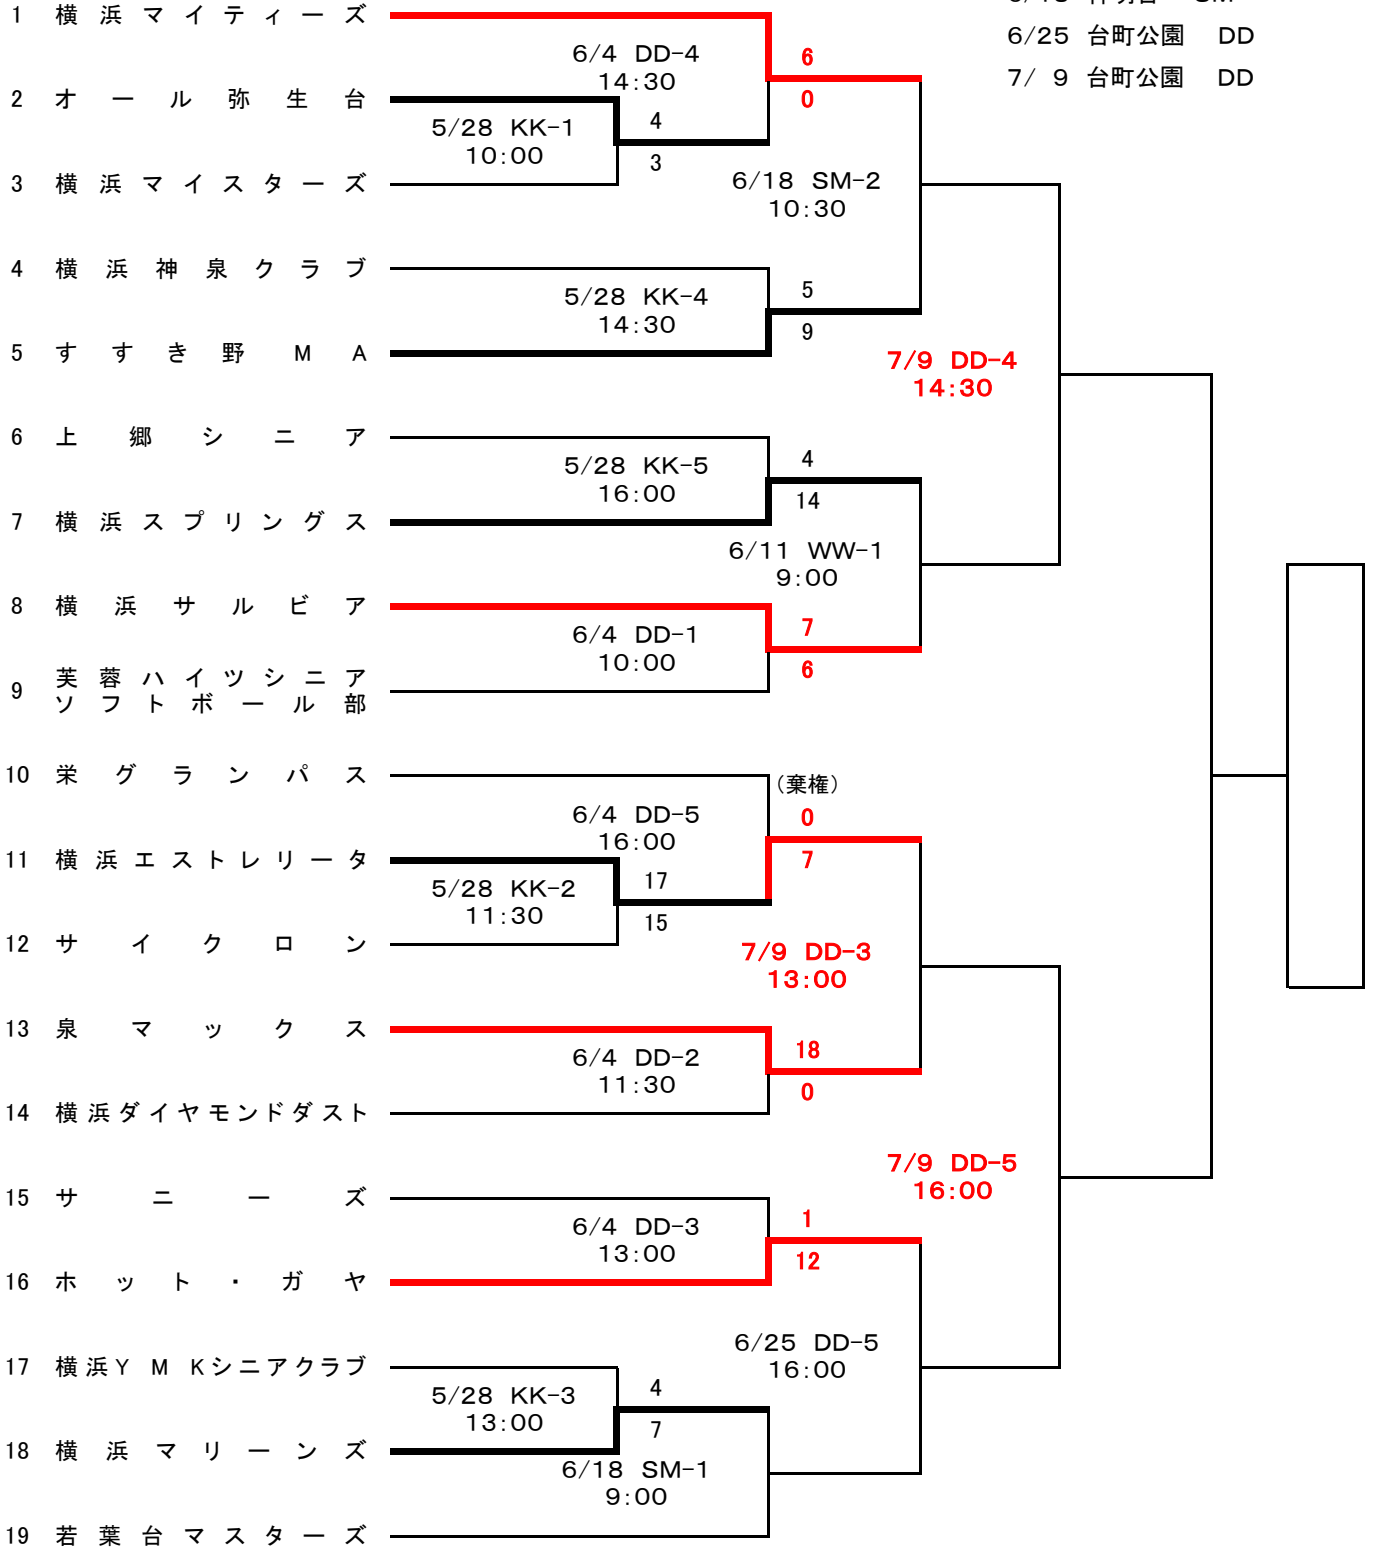 1 横浜マイティーズ
6/4 DD-4
14:30
6
0
6/25 台町公園 DD
7/ 9 台町公園 DD
2 オール弥生台
5/28 KK-1
10:00
4
3
3 横浜マイスターズ
6/18 SM-2
10:30
4 横浜神泉クラブ
5/28 KK-4
14:30
5
9
5 すすき野MA
7/9 DD-4
14:30
6 上郷シニア
5/28 KK-5
16:00
4
14
7 横浜スプリングス
6/11 WW-1
9:00
8 横浜サルビア
6/4 DD-1
10:00
7
6
9 芙蓉ハイツシニア
ソフトボール部
10 栄グランパス
(棄権)
6/4 DD-5
16:00
0
7
11 横浜エストレリータ
5/28 KK-2
11:30
17
15
12 サイクロン
7/9 DD-3
13:00
13 泉マックス
6/4 DD-2
11:30
18
0
14 横浜ダイヤモンドダスト
7/9 DD-5
16:00
15 サニーズ
6/4 DD-3
13:00
1
12
16 ホット・ガヤ
6/25 DD-5
16:00
17 横浜YMKシニアクラブ
5/28 KK-3
13:00
4
7
18 横浜マリーンズ
6/18 SM-1
9:00
19 若葉台マスターズ